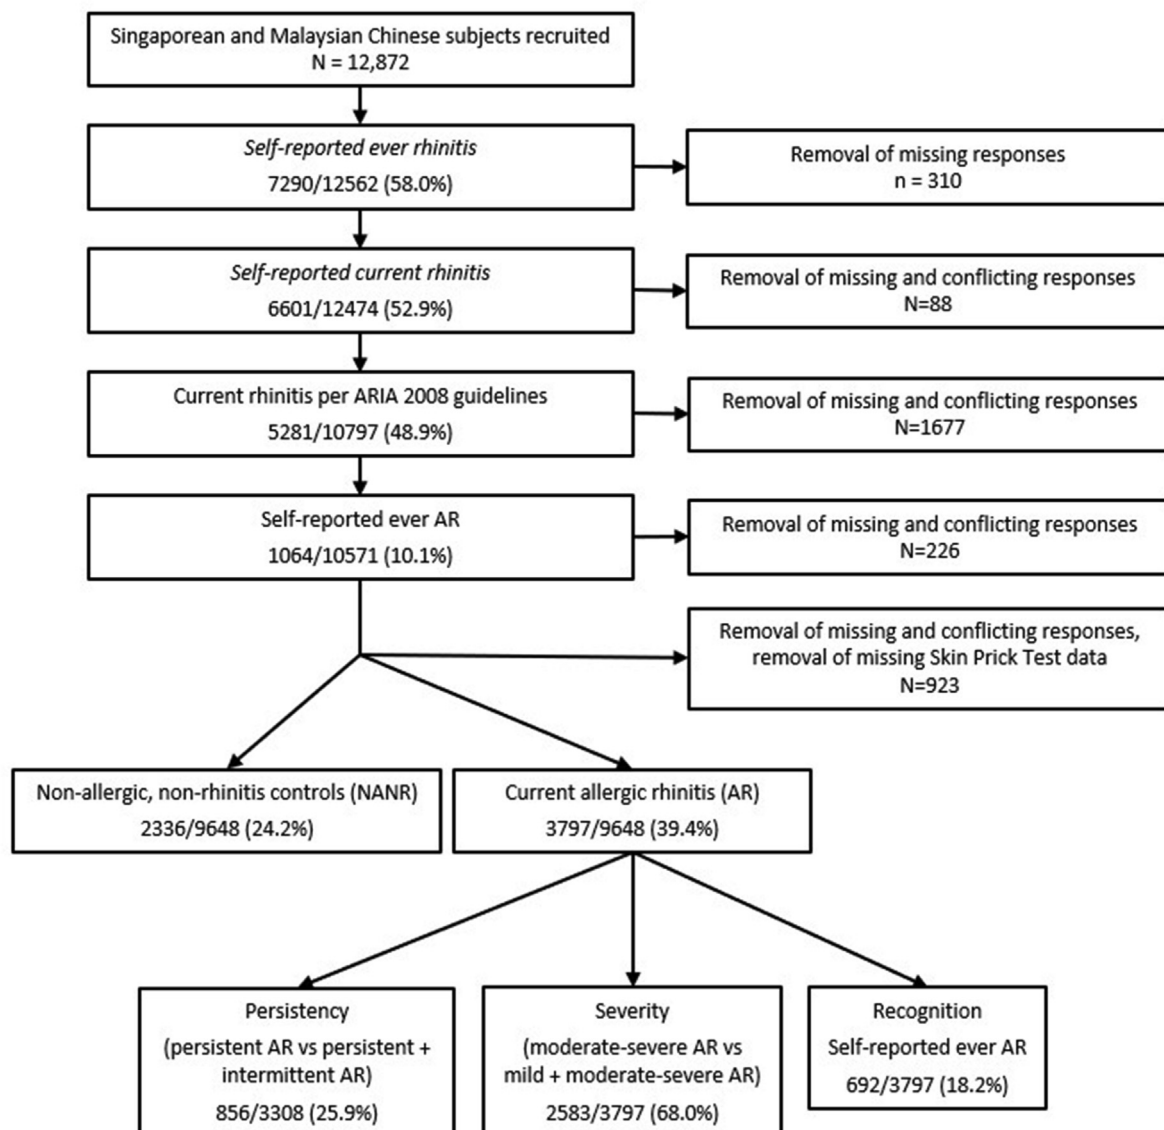 Singaporean and Malaysian Chinese subjects recruited
N = 12,872
Self-reported ever rhinitis
7290/12562 (58.0%)
Removal of missing responses
n = 310
Self-reported current rhinitis
6601/12474 (52.9%)
Removal of missing and conflicting responses
N=88
Current rhinitis per ARIA 2008 guidelines
5281/10797 (48.9%)
Removal of missing and conflicting responses
N=1677
Self-reported ever AR
1064/10571 (10.1%)
Removal of missing and conflicting responses
N=226
Removal of missing and conflicting responses,
removal of missing Skin Prick Test data
N=923
Non-allergic, non-rhinitis controls (NANR)
2336/9648 (24.2%)
Current allergic rhinitis (AR)
3797/9648 (39.4%)
Persistency
(persistent AR vs persistent +
intermittent AR)
856/3308 (25.9%)
Severity
(moderate-severe AR vs
mild + moderate-severe AR)
2583/3797 (68.0%)
Recognition
Self-reported ever AR
692/3797 (18.2%)